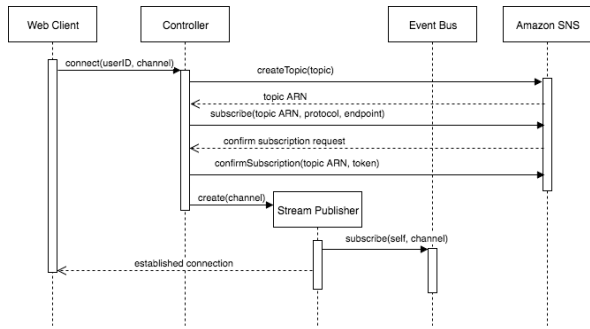 Web Client
Controller
Event Bus
Amazon SNS
connect(userID, channel)
createTopic(topic)
topic ARN
subscribe(topic ARN, protocol, endpoint)
confirm subscription request
confirmSubscription(topic ARN, token)
create(channel)
Stream Publisher
subscribe(self, channel)
established connection